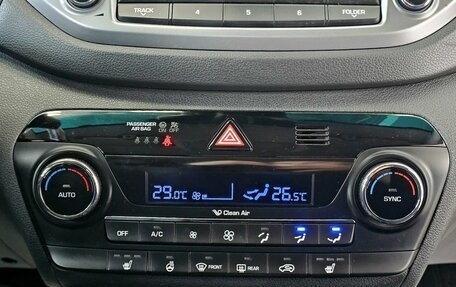 TRACK 4 5 6 FOLDER
PASSENGER AIR BAG ON OFF
29.0°C 26.5°C
AUTO SYNC
Clean Air
OFF A/C
FRONT REAR